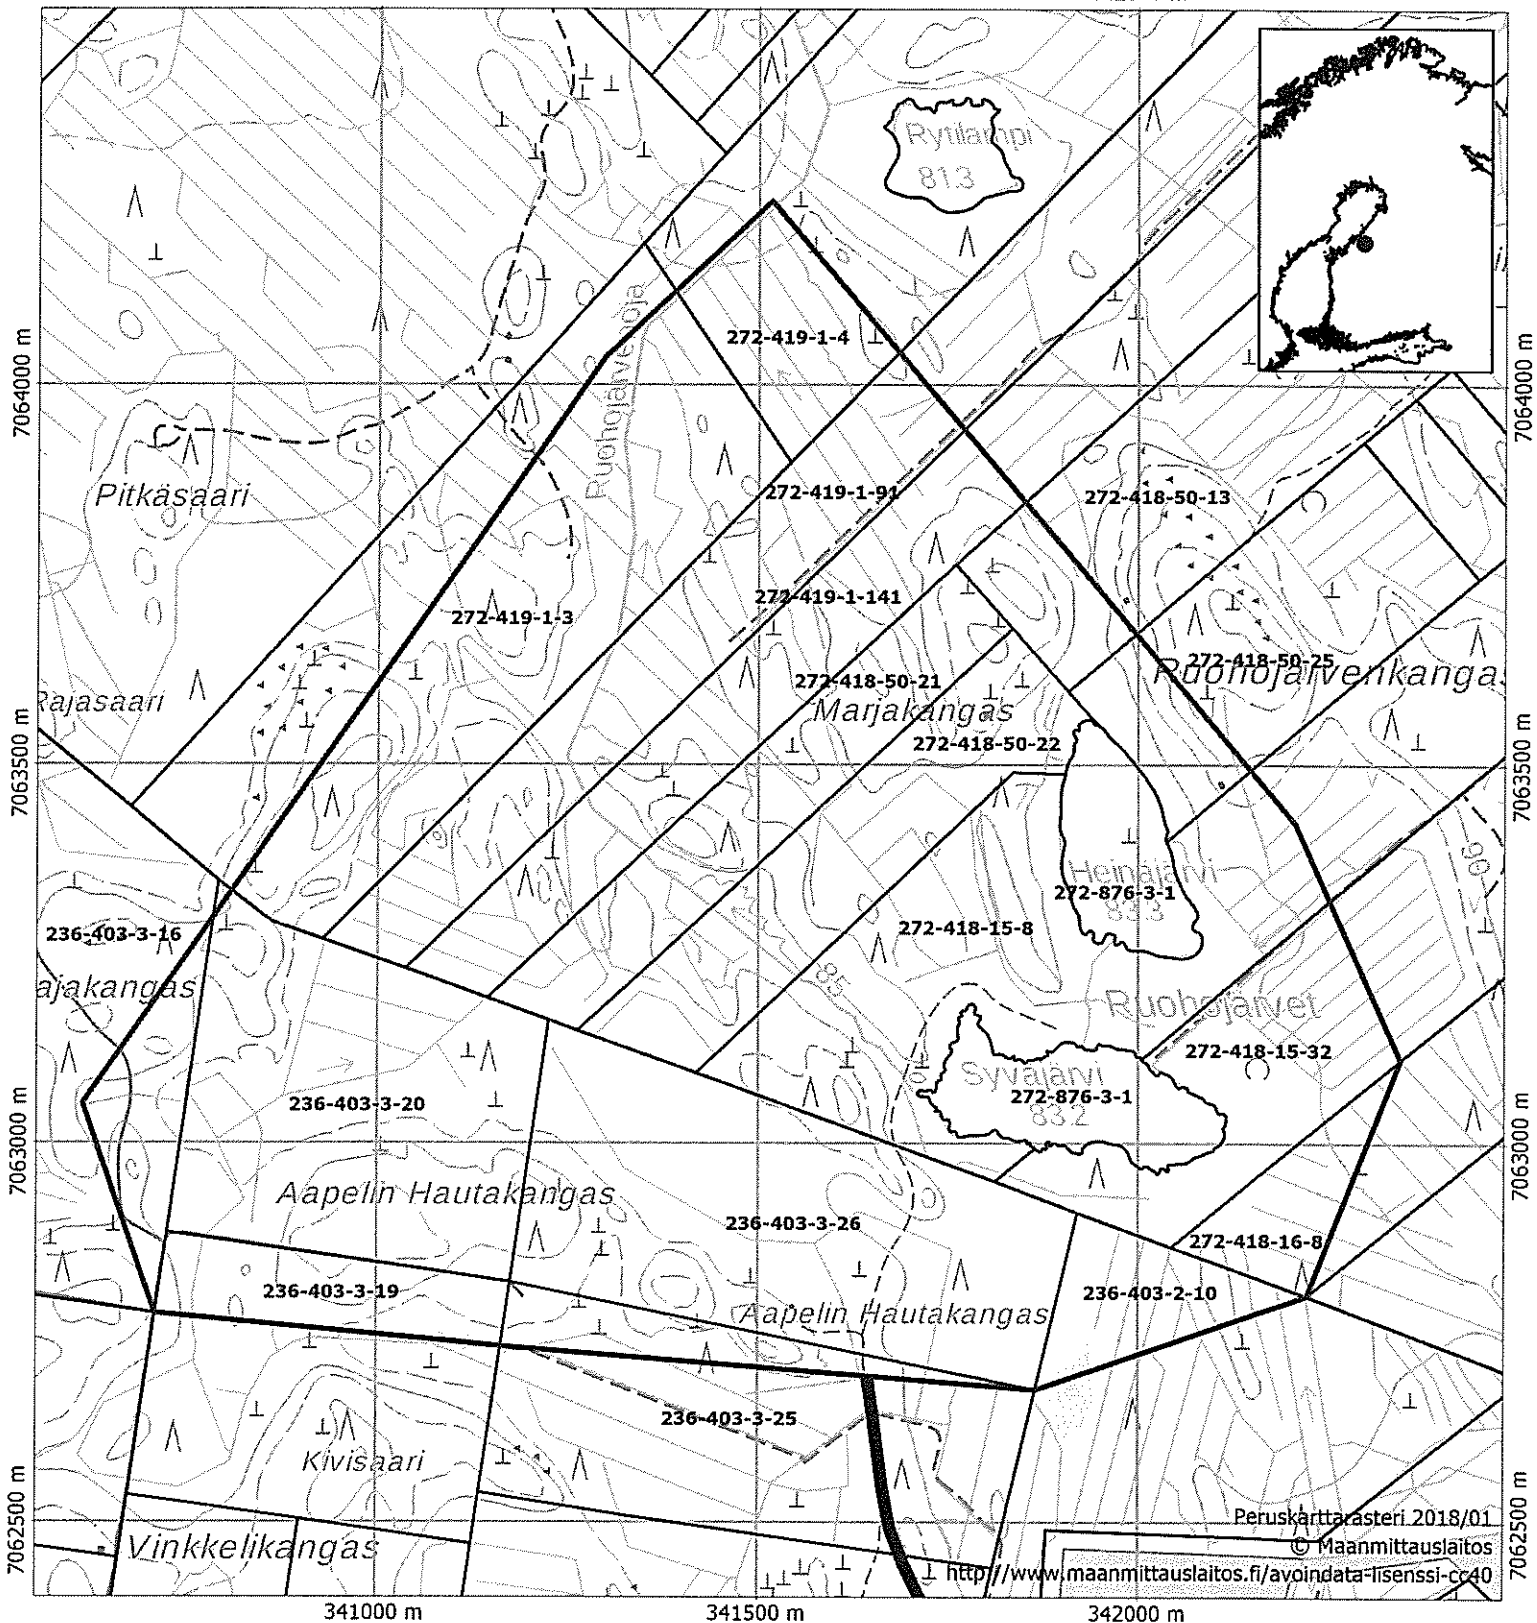 Rytilampi
81.3
Ruohojärvenoja
272-419-1-4
7064000 m
7064000 m
Pitkäsaari
272-419-1-91
272-418-50-13
272-419-1-141
272-419-1-3
272-418-50-25
Ruohojärvenkangas
272-418-50-21
Rajasaari
Marjakangas
272-418-50-22
7063500 m
7063500 m
90
Heinäjärvi
272-876-3-1
83.3
236-403-3-16
272-418-15-8
85
ajakangas
Ruohojärvet
272-418-15-32
Syväjärvi
272-876-3-1
83.2
236-403-3-20
7063000 m
7063000 m
Aapelin Hautakangas
236-403-3-26
272-418-16-8
236-403-3-19
236-403-2-10
Aapelin Hautakangas
236-403-3-25
Kivisaari
7062500 m
7062500 m
Vinkkelikangas
Peruskarttarasteri 2018/01
© Maanmittauslaitos
http://www.maanmittauslaitos.fi/avoindata-lisenssi-cc40
341000 m
341500 m
342000 m